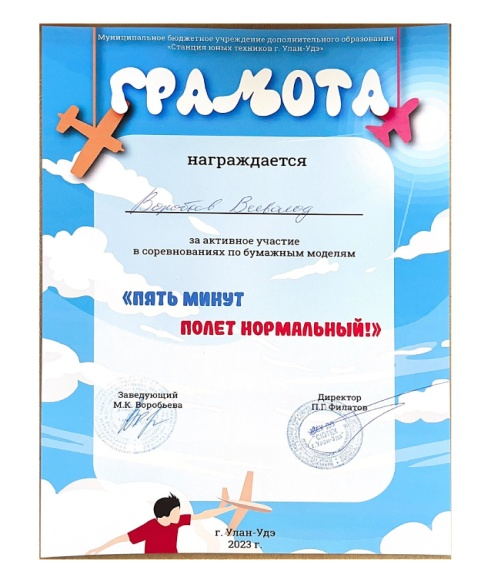 Муниципальное бюджетное учреждение дополнительного образования
«Станция юных техников г. Улан-Удэ»
ГРАМОТА
награждается
Всеволод
за активное участие
в соревнованиях по бумажным моделям
«ПЯТЬ МИНУТ
ПОЛЕТ НОРМАЛЬНЫЙ!»
Заведующий
М.К. Воробьева
Директор
П.Г. Филатов
г. Улан-Удэ
2023 г.